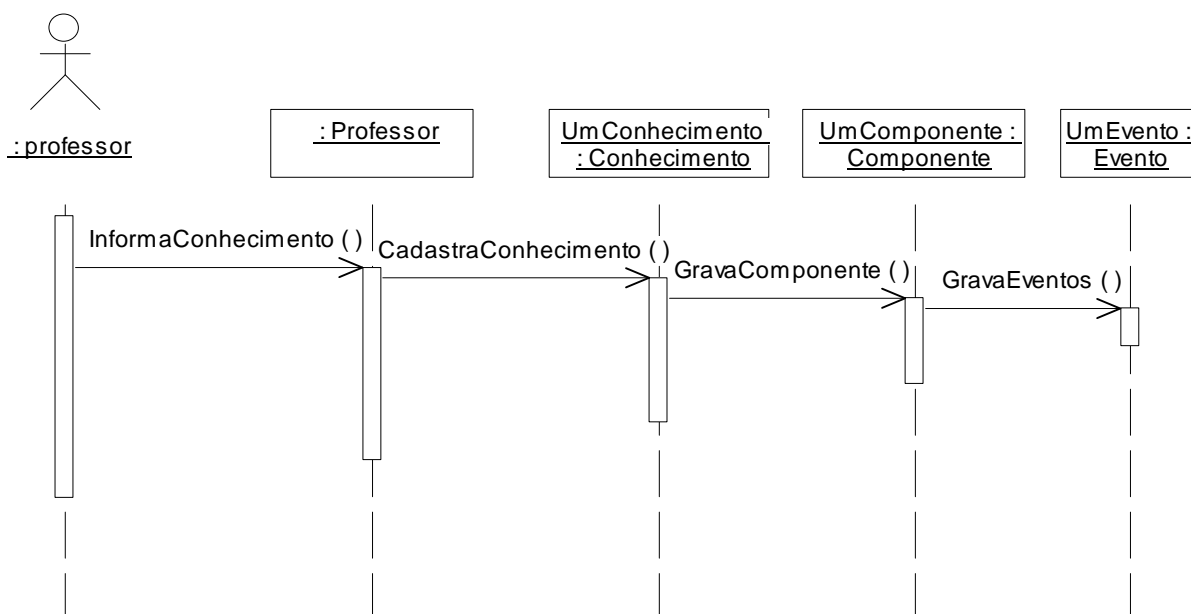 : professor
: Professor
UmConhecimento
: Conhecimento
UmComponente :
Componente
UmEvento :
Evento
InformaConhecimento ( )
CadastraConhecimento ( )
GravaComponente ( )
GravaEventos ( )